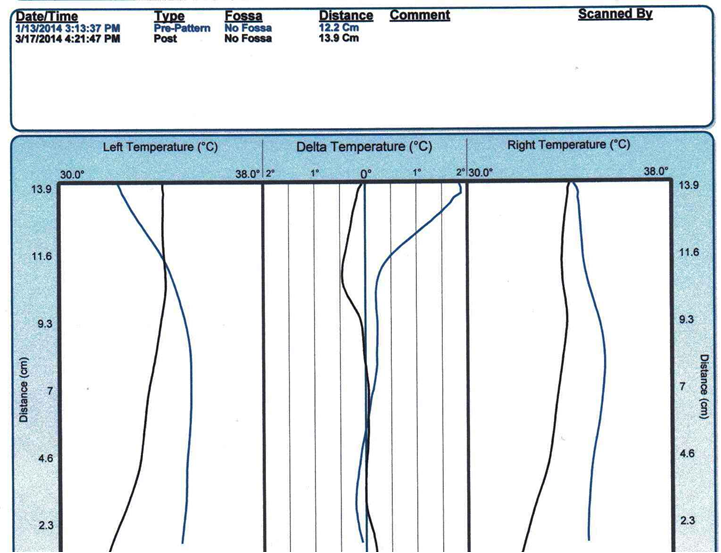 Date/Time Type Fossa Distance Comment Scanned By
1/13/2014 3:13:37 PM Pre-Pattern No Fossa 12.2 Cm
3/17/2014 4:21:47 PM Post No Fossa 13.9 Cm
Left Temperature (°C) Delta Temperature (°C) Right Temperature (°C)
30.0° 38.0° 2° 1° 0° 1° 2° 30.0° 38.0°
13.9 13.9
11.6 11.6
9.3 9.3
Distance (cm) Distance (cm)
7 7
4.6 4.6
2.3 2.3